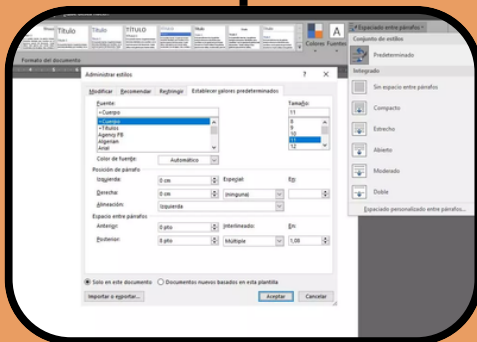 Título
Título
TÍTULO
Título
Colores
Fuentes
Espaciado entre párrafos
Conjunto de estilos
Predeterminado
Integrado
Sin espacio entre párrafos
Compacto
Estrecho
Abierto
Moderado
Doble
Espaciado personalizado entre párrafos...
Formato del documento
Administrar estilos
? ×
Modificar Recomendar Restringir Establecer valores predeterminados
Fuente: Tamaño:
+Cuerpo 11
+Cuerpo 8
+Títulos 9
Agency FB 10
Algerian 11
Arial 12
Color de fuente: Automático
Posición de párrafo
Izquierda: 0 cm Especial: En:
Derecha: 0 cm (ninguna)
Alineación: Izquierda
Espacio entre párrafos
Anterior: 0 pto Interlineado: En:
Posterior: 8 pto Múltiple 1,08
Solo en este documento Documentos nuevos basados en esta plantilla
Importar o exportar... Aceptar Cancelar